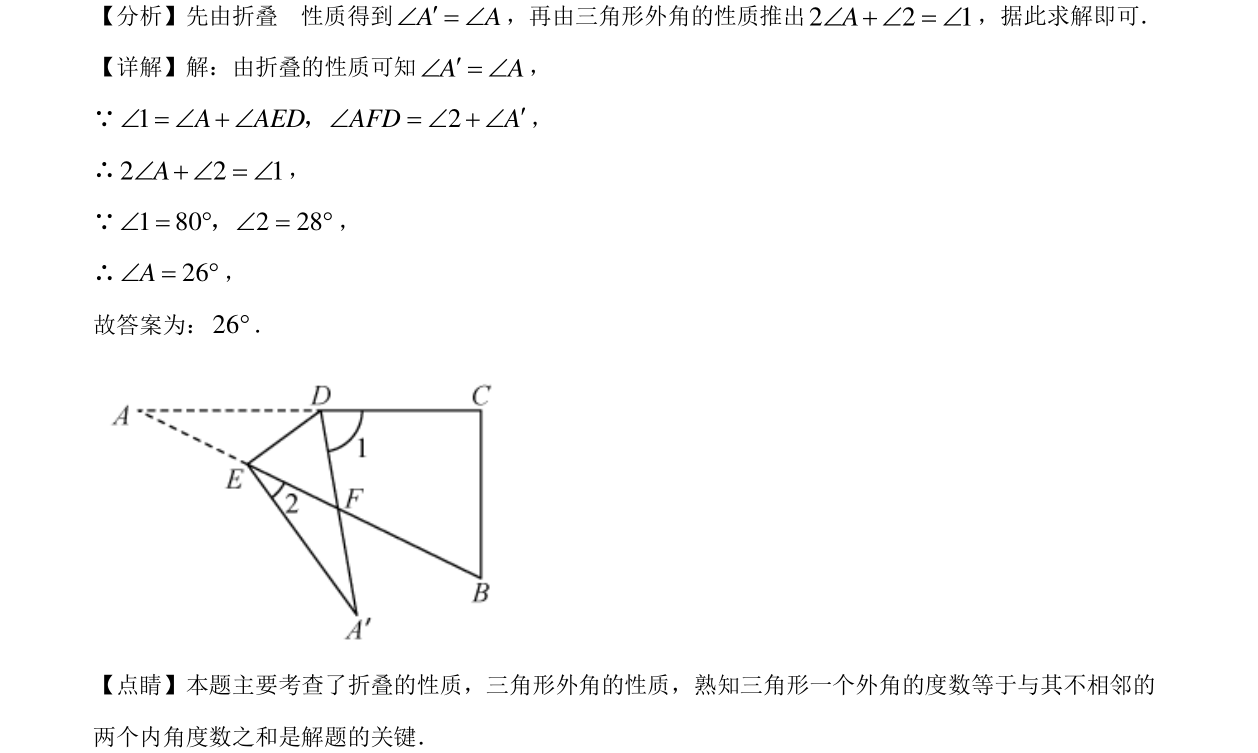 【分析】先由折叠 性质得到∠A′=∠A，再由三角形外角的性质推出2∠A+∠2=∠1，据此求解即可．
【详解】解：由折叠的性质可知∠A′=∠A，
∵∠1=∠A+∠AED，∠AFD=∠2+∠A′，
∴2∠A+∠2=∠1，
∵∠1=80°，∠2=28°，
∴∠A=26°，
故答案为：26°．
D
C
A
1
E
2
F
B
A′
【点睛】本题主要考查了折叠的性质，三角形外角的性质，熟知三角形一个外角的度数等于与其不相邻的
两个内角度数之和是解题的关键．